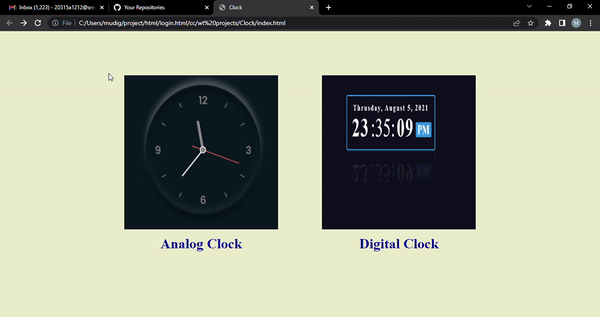 Inbox (1,223) - 20315a1212@sre
Your Repositories
Clock
File
C:/Users/mudig/project/html/login.html/cc/wt%20projects/Clock/index.html
M
12
9
3
6
Thrusday, August 5, 2021
23:35:09 PM
Analog Clock
Digital Clock